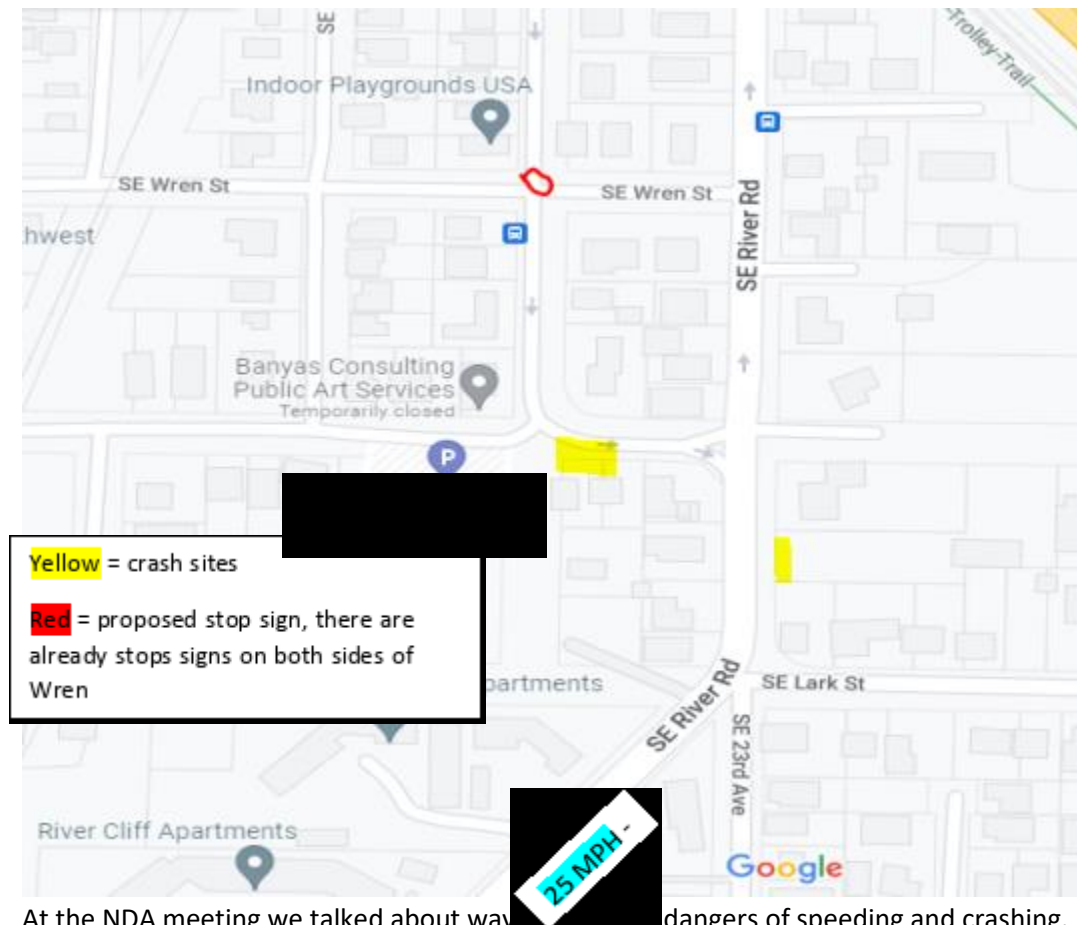 SE
Trolley-Trail
Indoor Playgrounds USA
SE Wren St
SE Wren St
SE River Rd
hwest
Banyas Consulting
Public Art Services
Temporarily closed
P
Yellow = crash sites
Red = proposed stop sign, there are
already stops signs on both sides of
Wren
partments
SE Lark St
SE River Rd
SE 23rd Ave
River Cliff Apartments
25 MPH -
Google
At the NDA meeting we talked about way dangers of speeding and crashing.